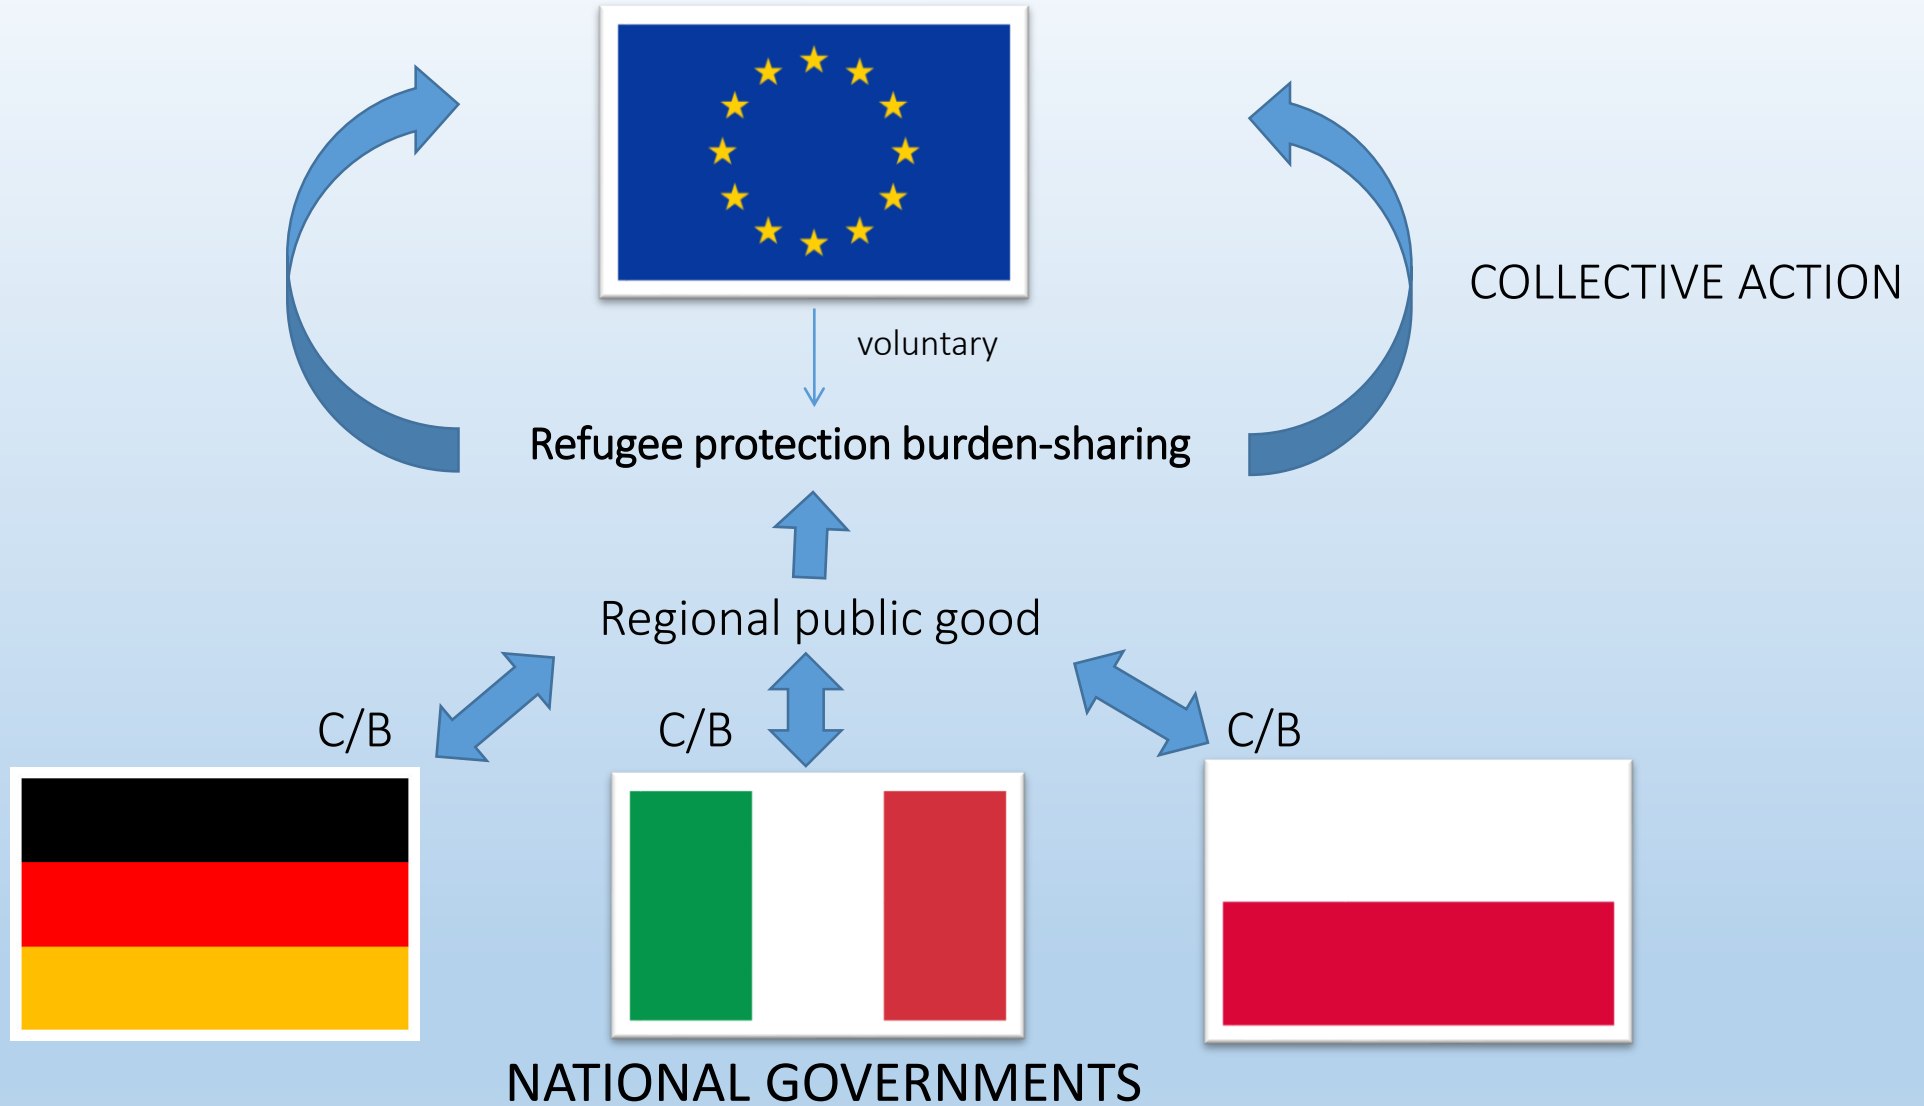 COLLECTIVE ACTION
voluntary
Refugee protection burden-sharing
Regional public good
C/B
C/B
C/B
NATIONAL GOVERNMENTS